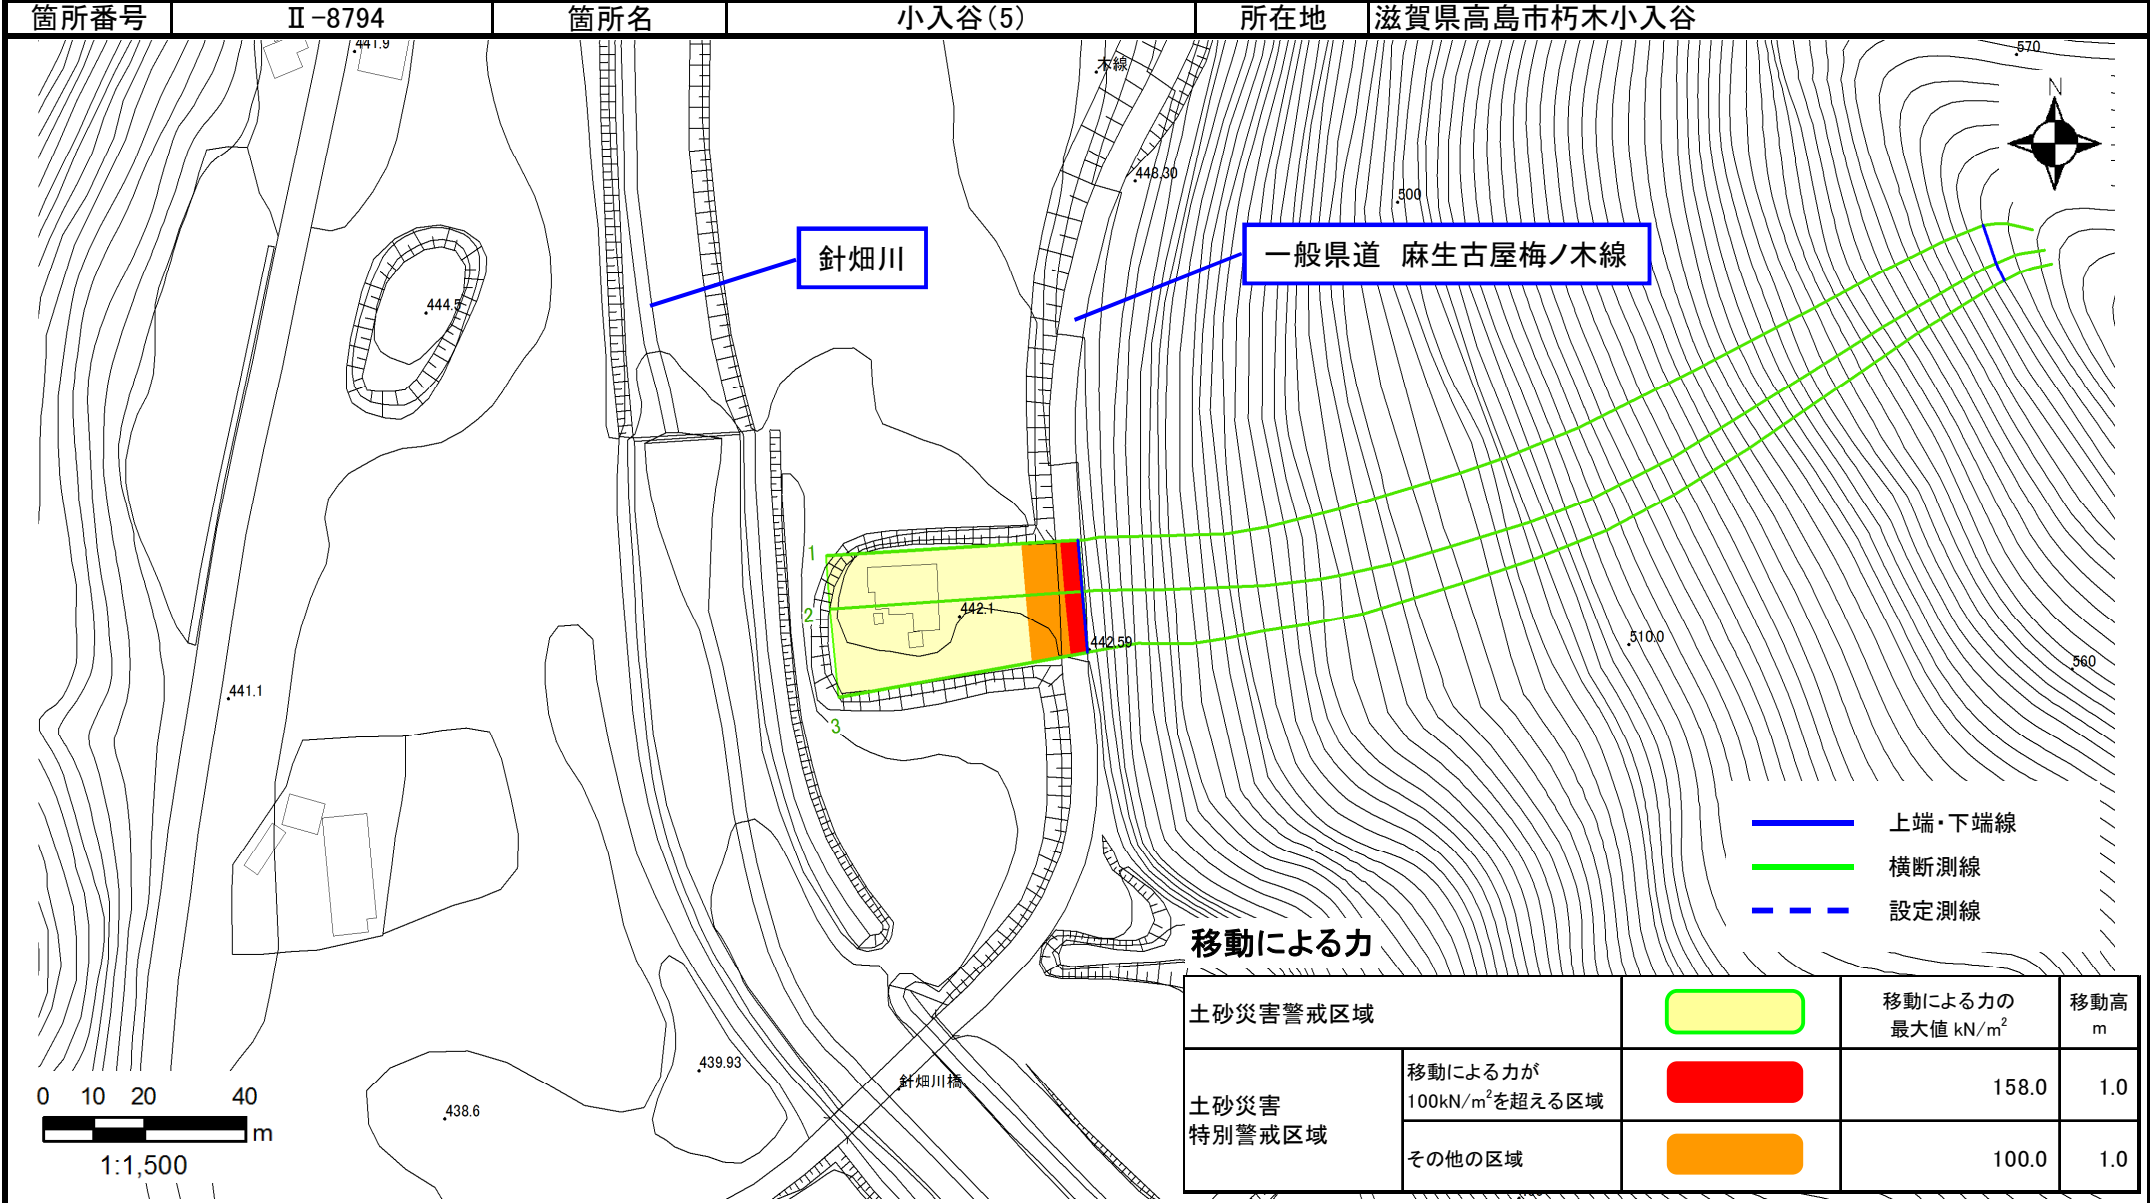 箇所番号 Ⅱ-8794 箇所名 小入谷(5) 所在地 滋賀県高島市朽木小入谷
441.9
木線
570
N
448.30
500
針畑川
一般県道 麻生古屋梅ノ木線
444.5
1
2
442.1
442.59
510.0
560
441.1
3
上端・下端線
横断測線
設定測線
移動による力
土砂災害警戒区域
移動による力の
最大値 kN/m²
移動高
m
土砂災害
特別警戒区域
移動による力が
100kN/m²を超える区域
158.0 1.0
その他の区域
100.0 1.0
439.93
針畑川橋
438.6
0 10 20 40
m
1:1,500